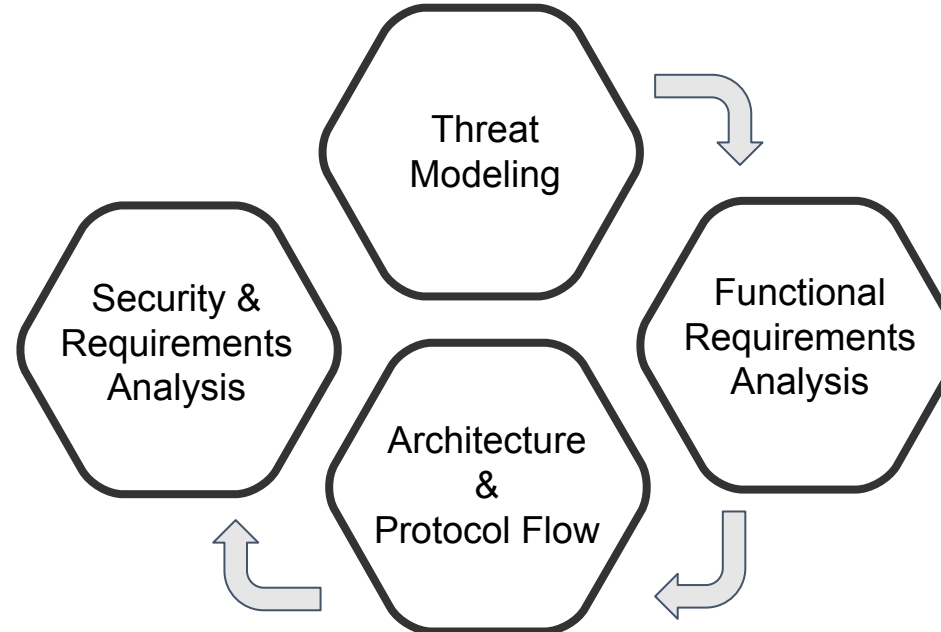 Threat
Modeling
Functional
Requirements
Analysis
Architecture
&
Protocol Flow
Security &
Requirements
Analysis